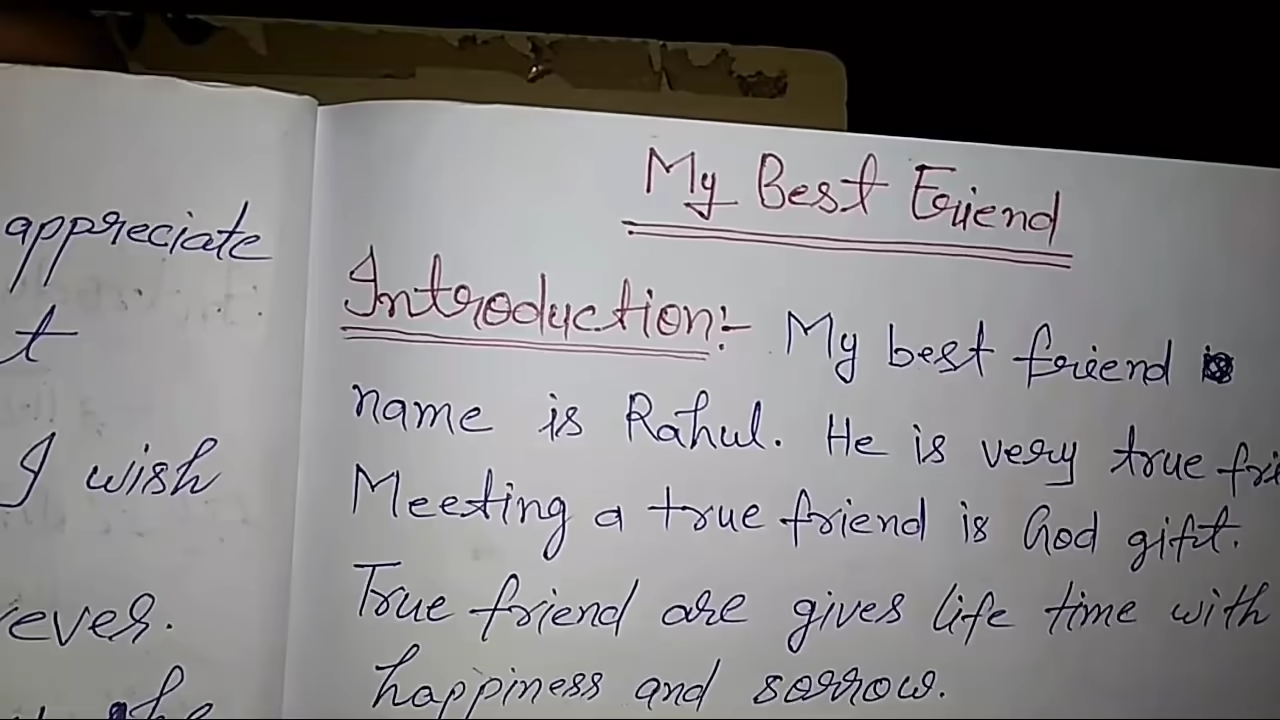 appreciate
t
I wish
ever.
My Best Friend
Introduction:- My best friend
name is Rahul. He is very true fri
Meeting a true friend is God gift.
True friend are gives life time with
happiness and sorrow.